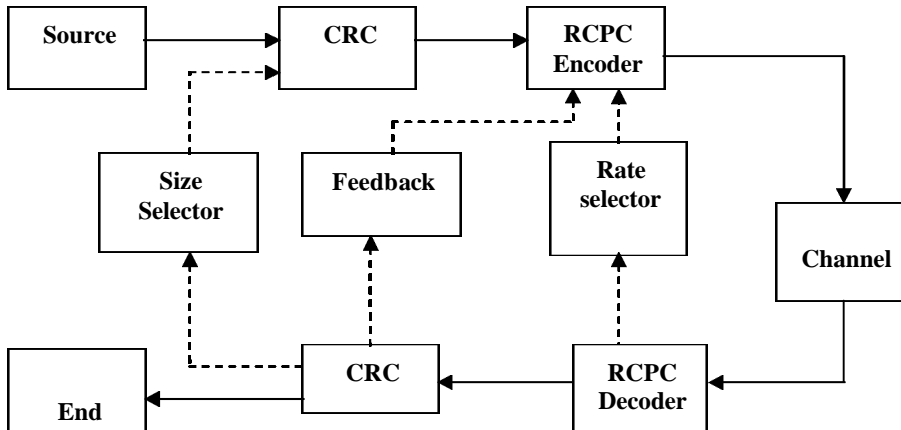 Source
CRC
RCPC
Encoder
Size
Selector
Feedback
Rate
selector
Channel
End
CRC
RCPC
Decoder